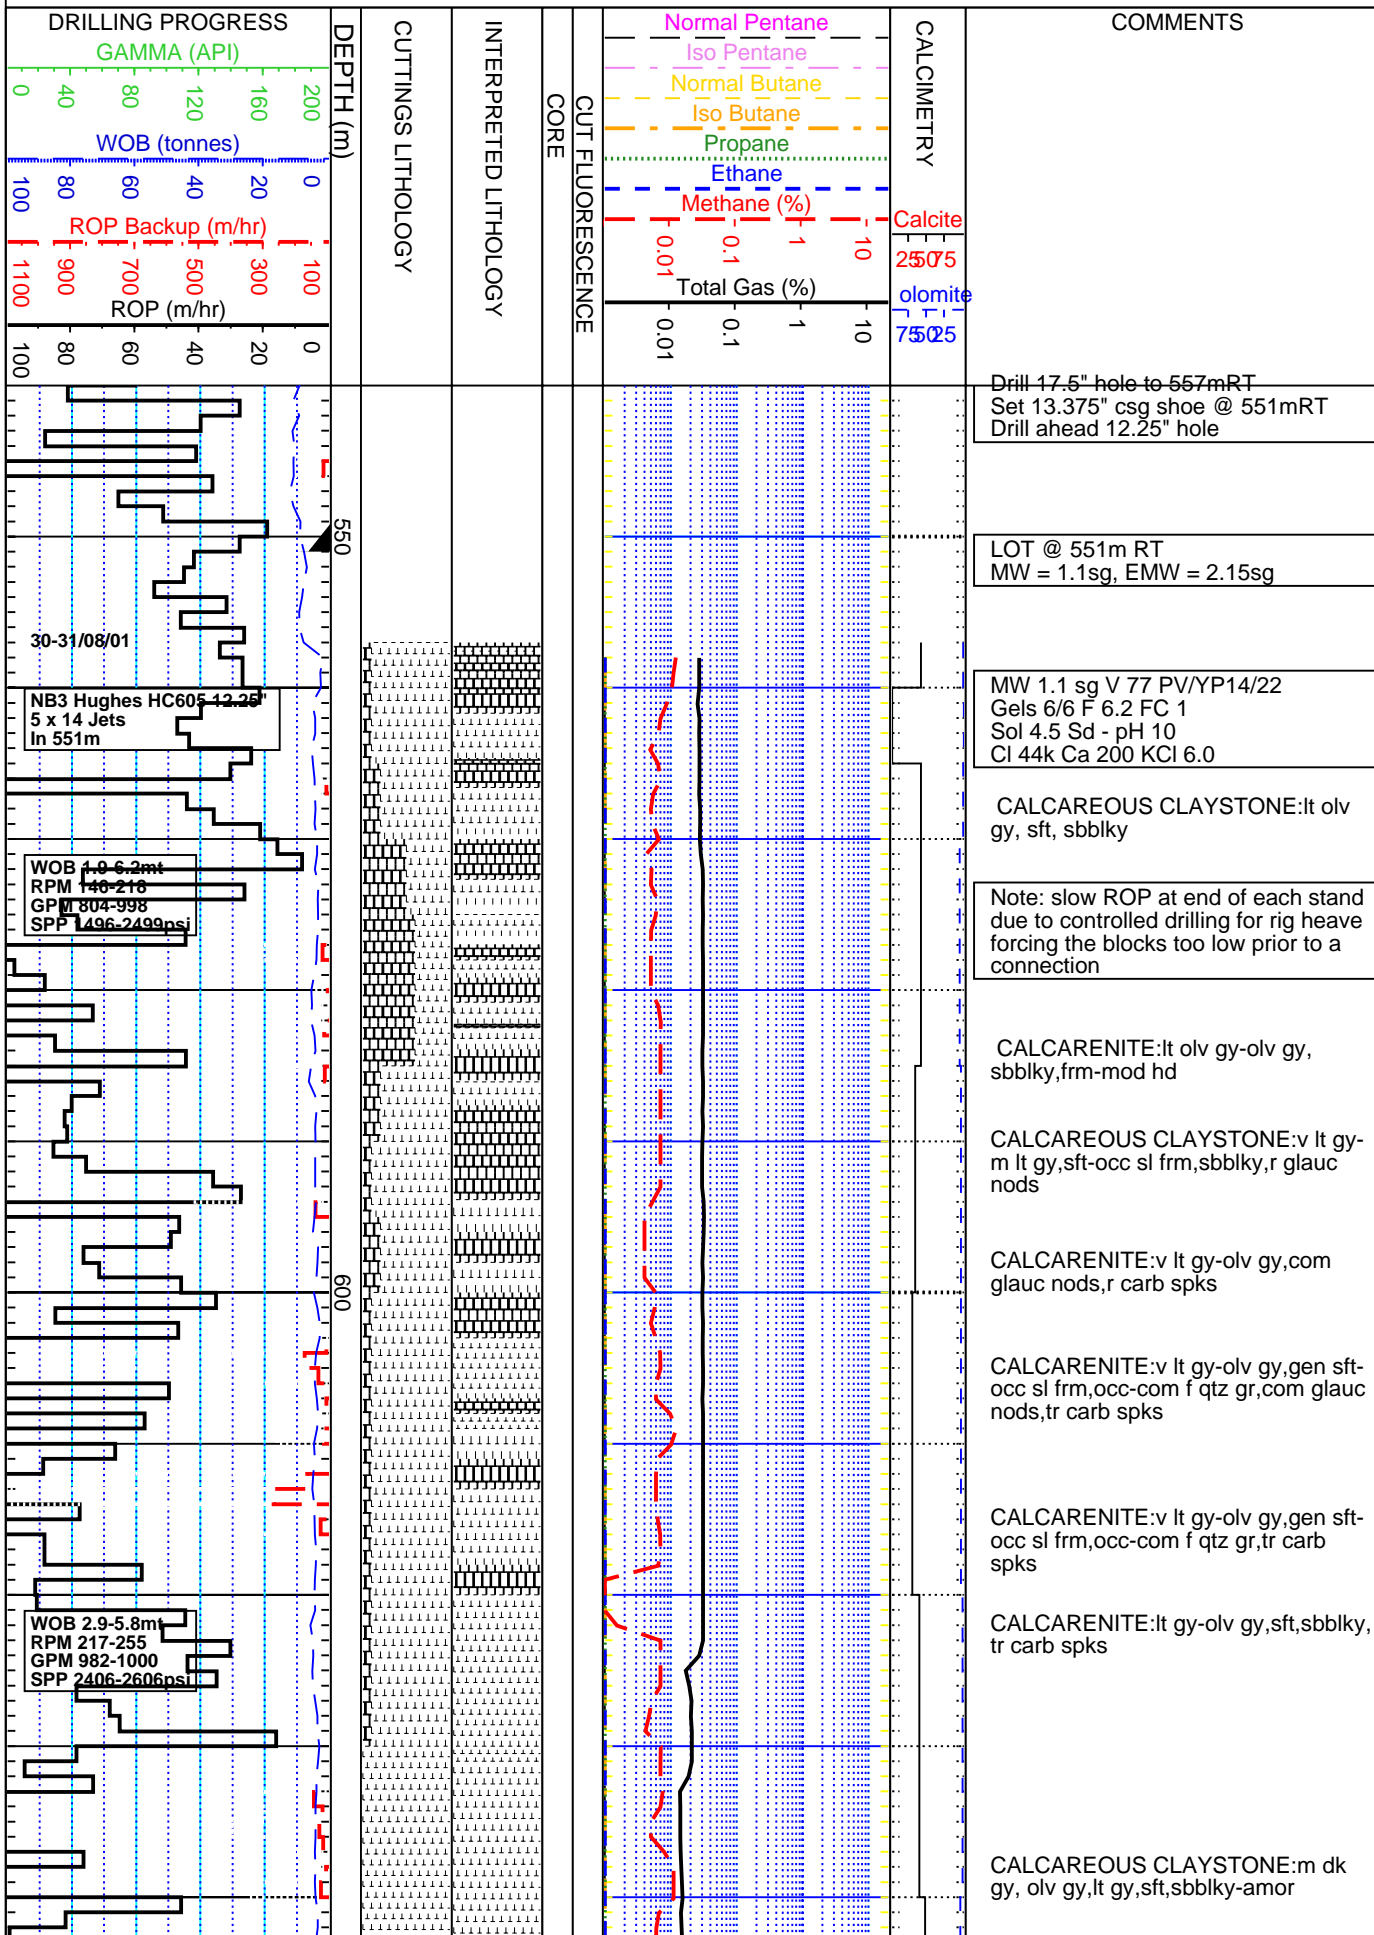 DRILLING PROGRESS
GAMMA (API)
0 40 80 120 160 200
WOB (tonnes)
100 80 60 40 20 0
ROP Backup (m/hr)
1100 900 700 500 300 100
ROP (m/hr)
100 80 60 40 20 0
DEPTH (m)
CUTTINGS LITHOLOGY
INTERPRETED LITHOLOGY
CORE
CUT FLUORESCENCE
Normal Pentane
Iso Pentane
Normal Butane
Iso Butane
Propane
Ethane
Methane (%)
0.01 0.1 1 10
Total Gas (%)
0.01 0.1 1 10
CALCIMETRY
Calcite
25 50 75
olomite
75 50 25
COMMENTS
Drill 17.5" hole to 557mRT
Set 13.375" csg shoe @ 551mRT
Drill ahead 12.25" hole
550
LOT @ 551m RT
MW = 1.1sg, EMW = 2.15sg
30-31/08/01
NB3 Hughes HC605 12.25"
5 x 14 Jets
In 551m
MW 1.1 sg V 77 PV/YP14/22
Gels 6/6 F 6.2 FC 1
Sol 4.5 Sd - pH 10
Cl 44k Ca 200 KCl 6.0
CALCAREOUS CLAYSTONE:lt olv
gy, sft, sbblky
WOB 1.9-6.2mt
RPM 140-218
GPM 804-998
SPP 1496-2499psi
Note: slow ROP at end of each stand
due to controlled drilling for rig heave
forcing the blocks too low prior to a
connection
CALCARENITE:lt olv gy-olv gy,
sbblky,frm-mod hd
CALCAREOUS CLAYSTONE:v lt gy-
m lt gy,sft-occ sl frm,sbblky,r glauc
nods
CALCARENITE:v lt gy-olv gy,com
glauc nods,r carb spks
600
CALCARENITE:v lt gy-olv gy,gen sft-
occ sl frm,occ-com f qtz gr,com glauc
nods,tr carb spks
CALCARENITE:v lt gy-olv gy,gen sft-
occ sl frm,occ-com f qtz gr,tr carb
spks
WOB 2.9-5.8mt
RPM 217-255
GPM 982-1000
SPP 2406-2606psi
CALCARENITE:lt gy-olv gy,sft,sbblky,
tr carb spks
CALCAREOUS CLAYSTONE:m dk
gy, olv gy,lt gy,sft,sbblky-amor